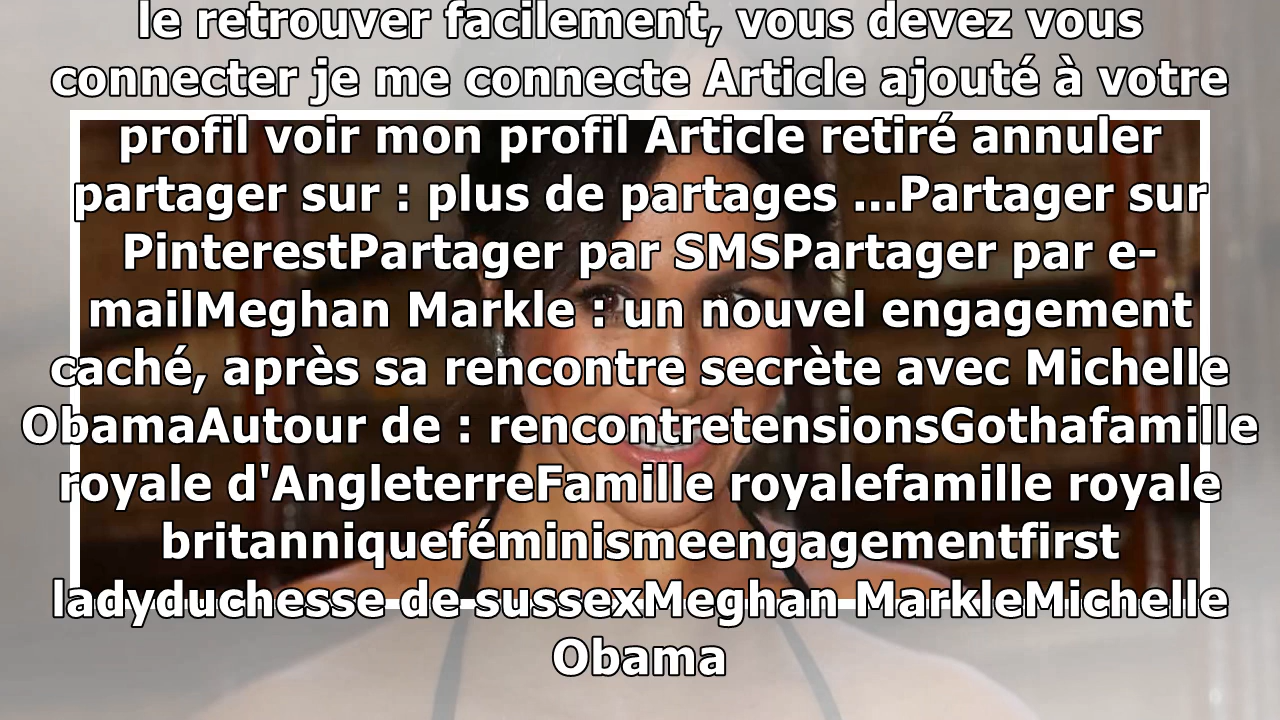 le retrouver facilement, vous devez vous
connecter je me connecte Article ajouté à votre
profil voir mon profil Article retiré annuler
partager sur : plus de partages ...Partager sur
PinterestPartager par SMSPartager par e-
mailMeghan Markle : un nouvel engagement
caché, après sa rencontre secrète avec Michelle
ObamaAutour de : rencontretensionsGothafamille
royale d'AngleterreFamille royalefamille royale
britanniqueféminismeengagementfirst
ladyduchesse de sussexMeghan MarkleMichelle
Obama